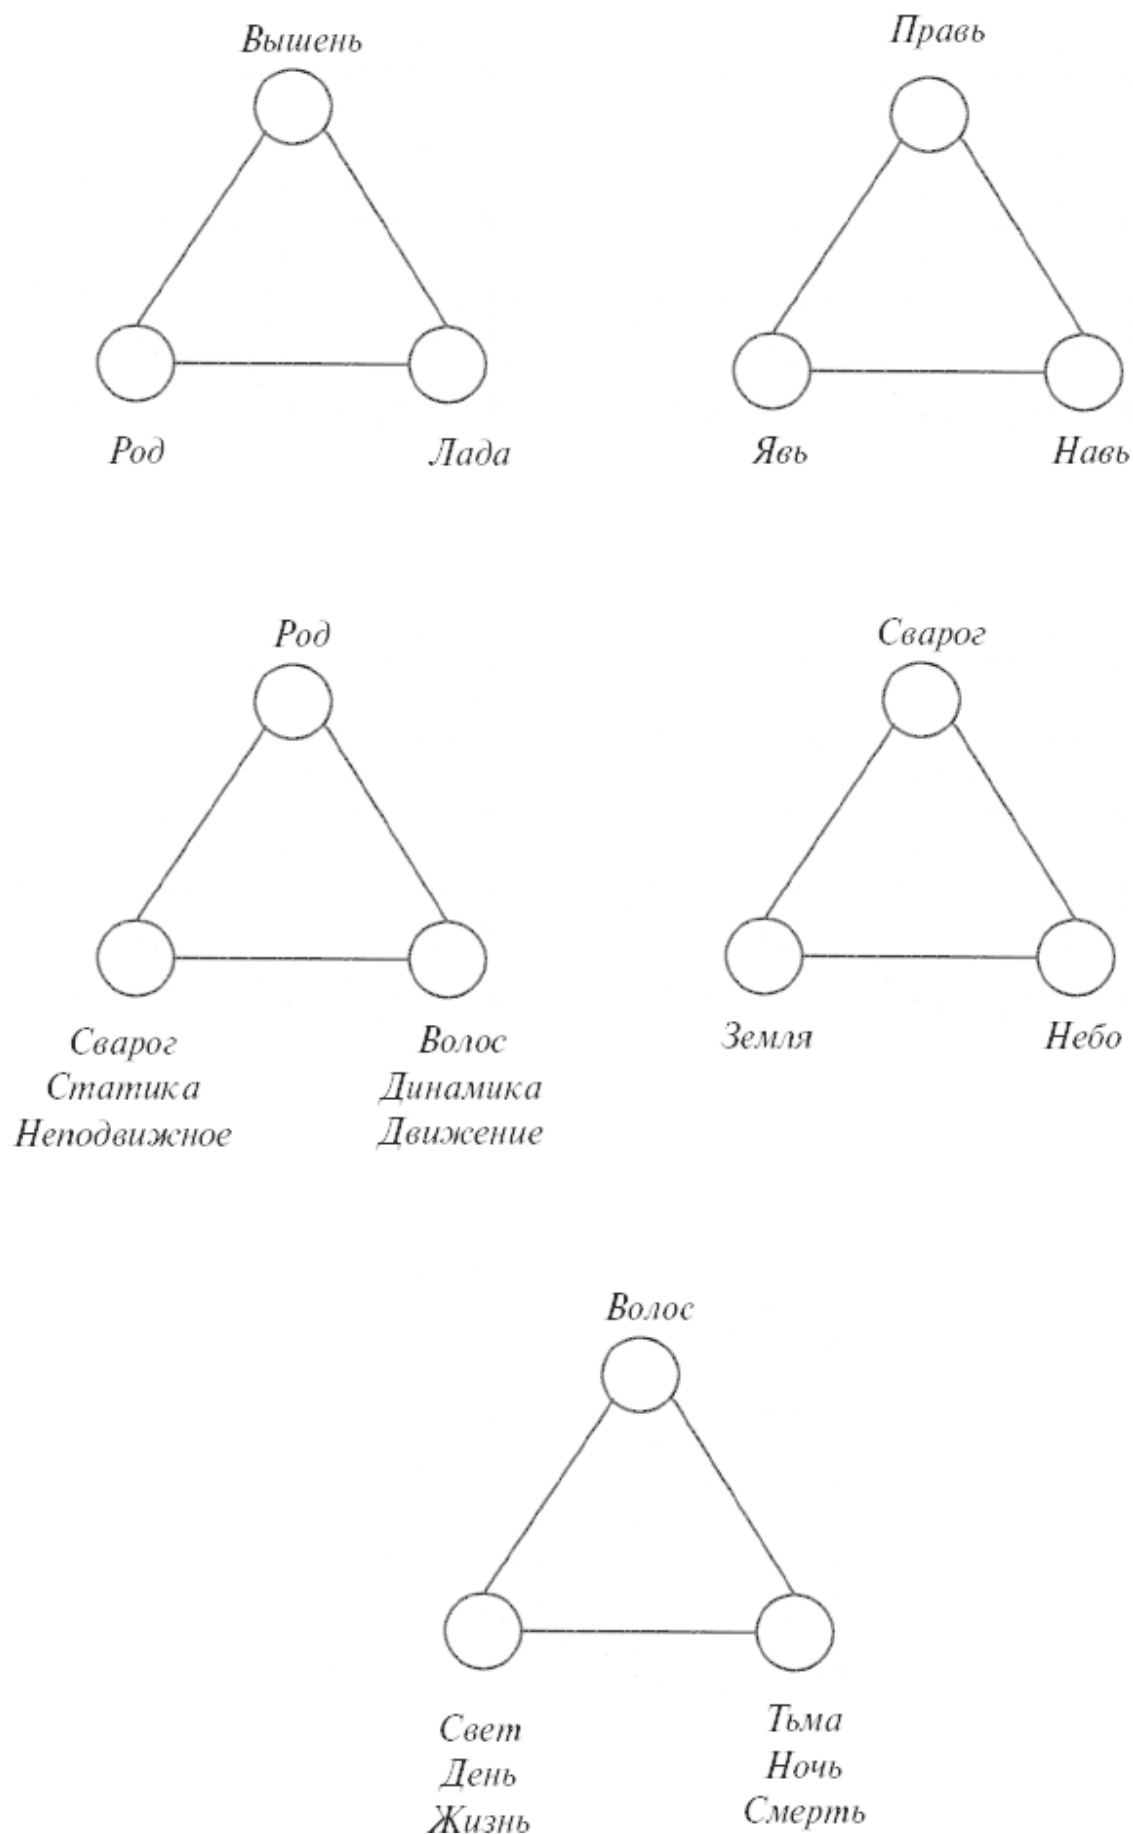 Вышень
Правь
Род
Лада
Явь
Навь
Род
Сварог
Сварог
Статика
Неподвижное
Волос
Динамика
Движение
Земля
Небо
Волос
Свет
День
Жизнь
Тьма
Ночь
Смерть